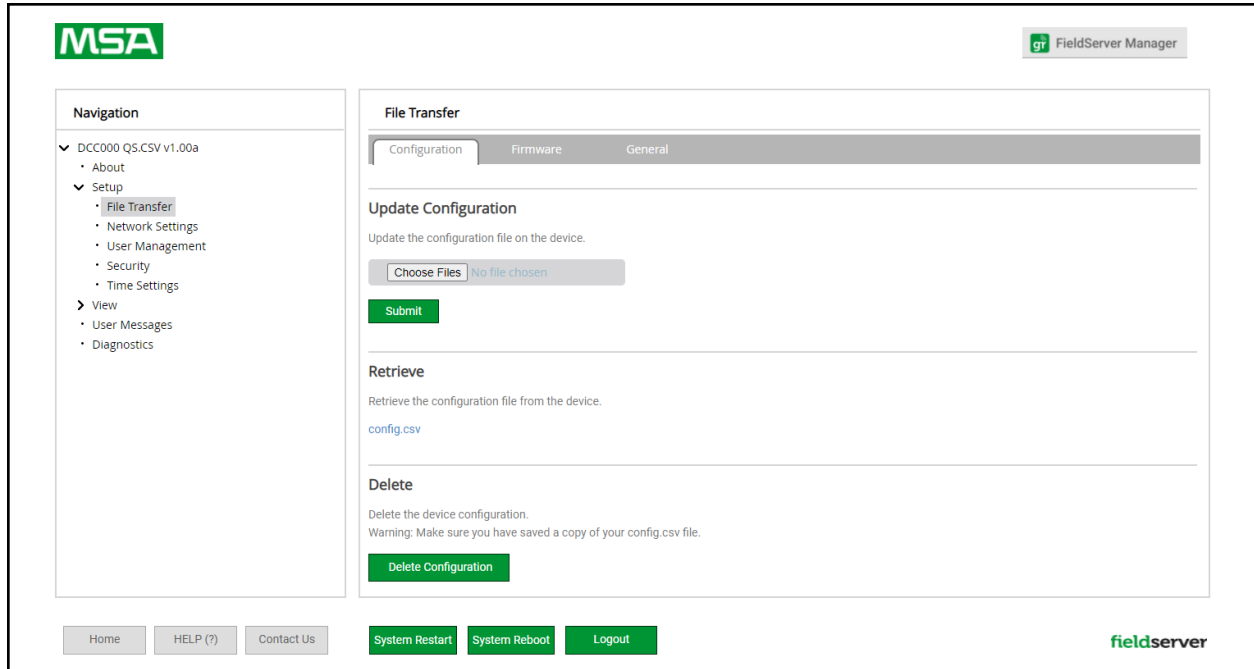 MSA
gr FieldServer Manager
Navigation
DCC000 QS.CSV v1.00a
About
Setup
File Transfer
Network Settings
User Management
Security
Time Settings
View
User Messages
Diagnostics
File Transfer
Configuration Firmware General
Update Configuration
Update the configuration file on the device.
Choose Files No file chosen
Submit
Retrieve
Retrieve the configuration file from the device.
config.csv
Delete
Delete the device configuration.
Warning: Make sure you have saved a copy of your config.csv file.
Delete Configuration
Home HELP (?) Contact Us System Restart System Reboot Logout
fieldserver